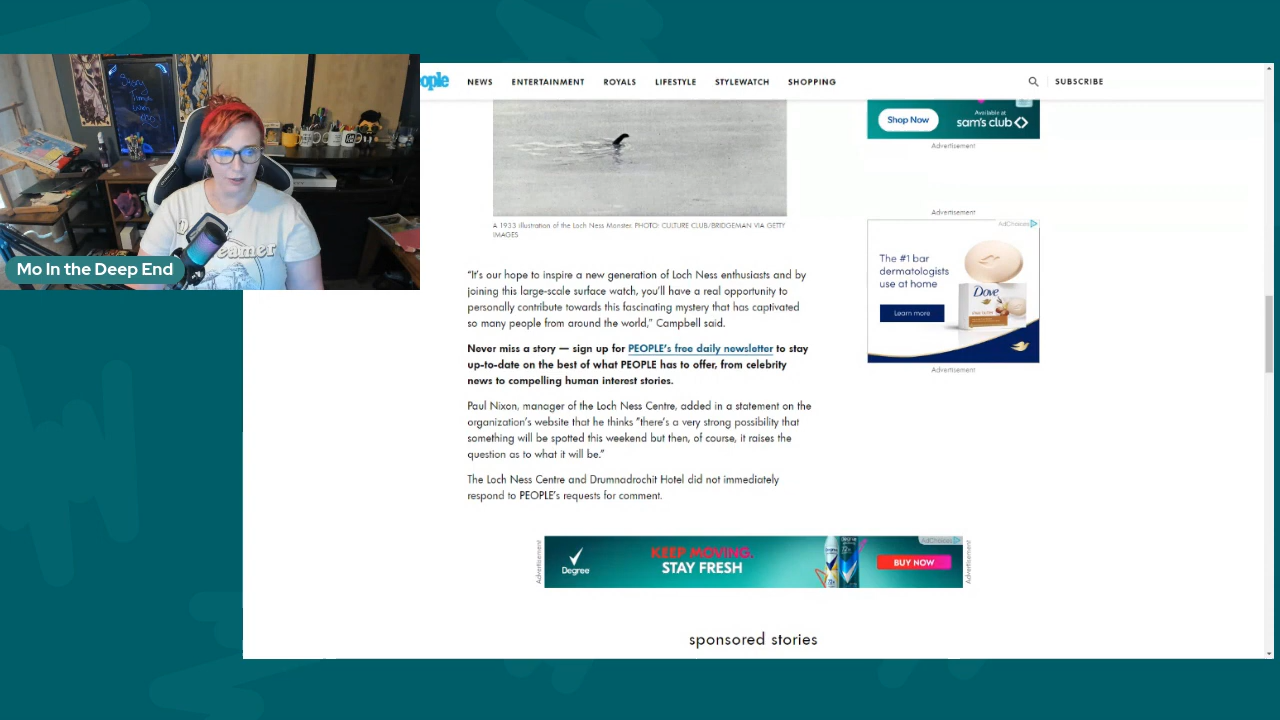 Mo In the Deep End
eamer
ople
NEWS
ENTERTAINMENT
ROYALS
LIFESTYLE
STYLEWATCH
SHOPPING
SUBSCRIBE
A 1933 illustration of the Loch Ness Monster. PHOTO: CULTURE CLUB/BRIDGEMAN VIA GETTY
IMAGES
“It’s our hope to inspire a new generation of Loch Ness enthusiasts and by
joining this large-scale surface watch, you’ll have a real opportunity to
personally contribute towards this fascinating mystery that has captivated
so many people from around the world,” Campbell said.
Never miss a story — sign up for PEOPLE’s free daily newsletter to stay
up-to-date on the best of what PEOPLE has to offer, from celebrity
news to compelling human interest stories.
Paul Nixon, manager of the Loch Ness Centre, added in a statement on the
organization’s website that he thinks “there’s a very strong possibility that
something will be spotted this weekend but then, of course, it raises the
question as to what it will be.”
The Loch Ness Centre and Drumnadrochit Hotel did not immediately
respond to PEOPLE’s requests for comment.
Shop Now
Available at
sam’s club
Advertisement
Advertisement
AdChoices
The #1 bar
dermatologists
use at home
Dove
Learn more
Advertisement
Advertisement
Degree
KEEP MOVING.
STAY FRESH
BUY NOW
AdChoices
Advertisement
sponsored stories